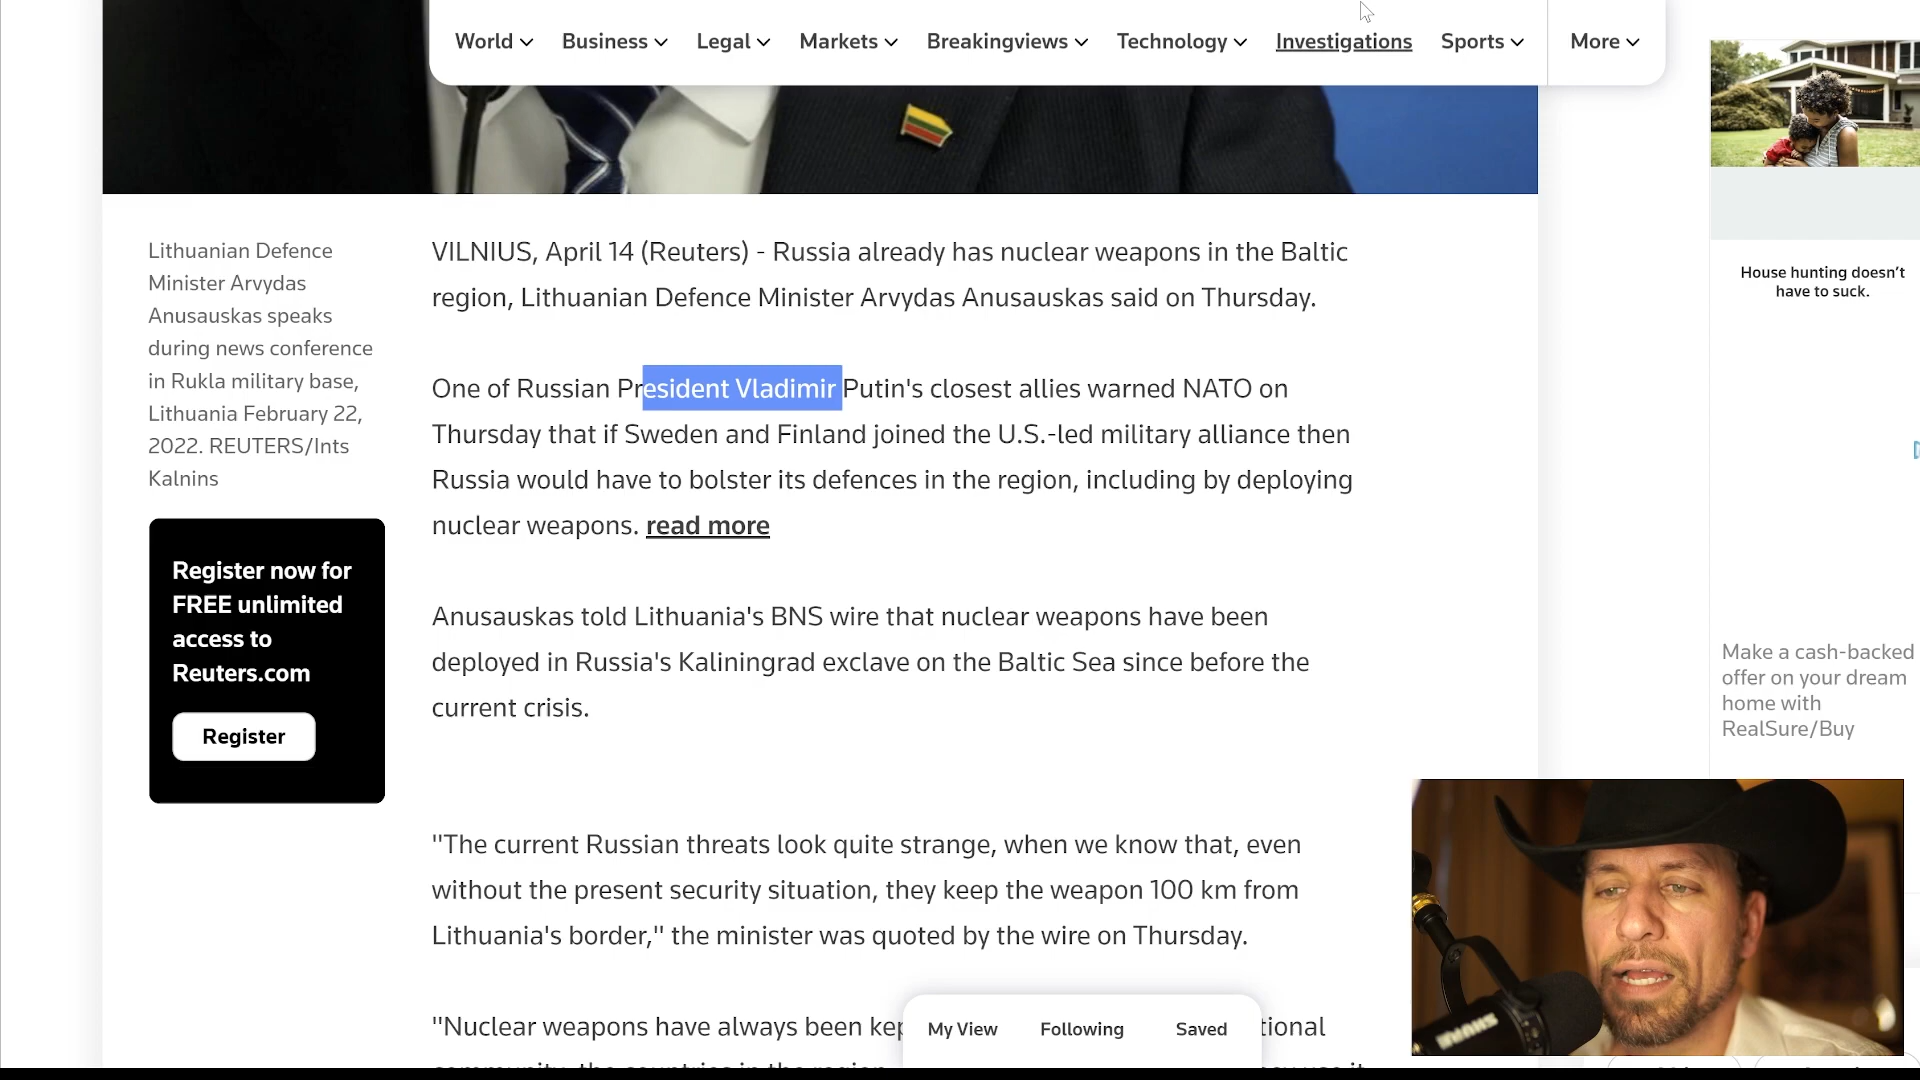 World
Business
Legal
Markets
Breakingviews
Technology
Investigations
Sports
More
Lithuanian Defence
Minister Arvydas
Anusauskas speaks
during news conference
in Rukla military base,
Lithuania February 22,
2022. REUTERS/Ints
Kalnins
Register now for
FREE unlimited
access to
Reuters.com
Register
VILNIUS, April 14 (Reuters) - Russia already has nuclear weapons in the Baltic
region, Lithuanian Defence Minister Arvydas Anusauskas said on Thursday.
One of Russian President Vladimir Putin's closest allies warned NATO on
Thursday that if Sweden and Finland joined the U.S.-led military alliance then
Russia would have to bolster its defences in the region, including by deploying
nuclear weapons. read more
Anusauskas told Lithuania's BNS wire that nuclear weapons have been
deployed in Russia's Kaliningrad exclave on the Baltic Sea since before the
current crisis.
"The current Russian threats look quite strange, when we know that, even
without the present security situation, they keep the weapon 100 km from
Lithuania's border," the minister was quoted by the wire on Thursday.
"Nuclear weapons have always been kep
tional
My View
Following
Saved
House hunting doesn't
have to suck.
Make a cash-backed
offer on your dream
home with
RealSure/Buy
SHURE